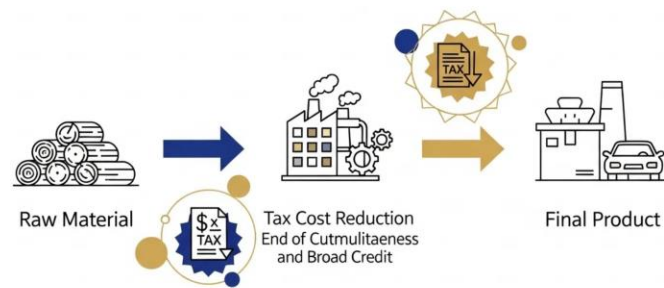 TAX
Raw Material
$x
TAX
Tax Cost Reduction
End of Cutmulitaeness
and Broad Credit
Final Product